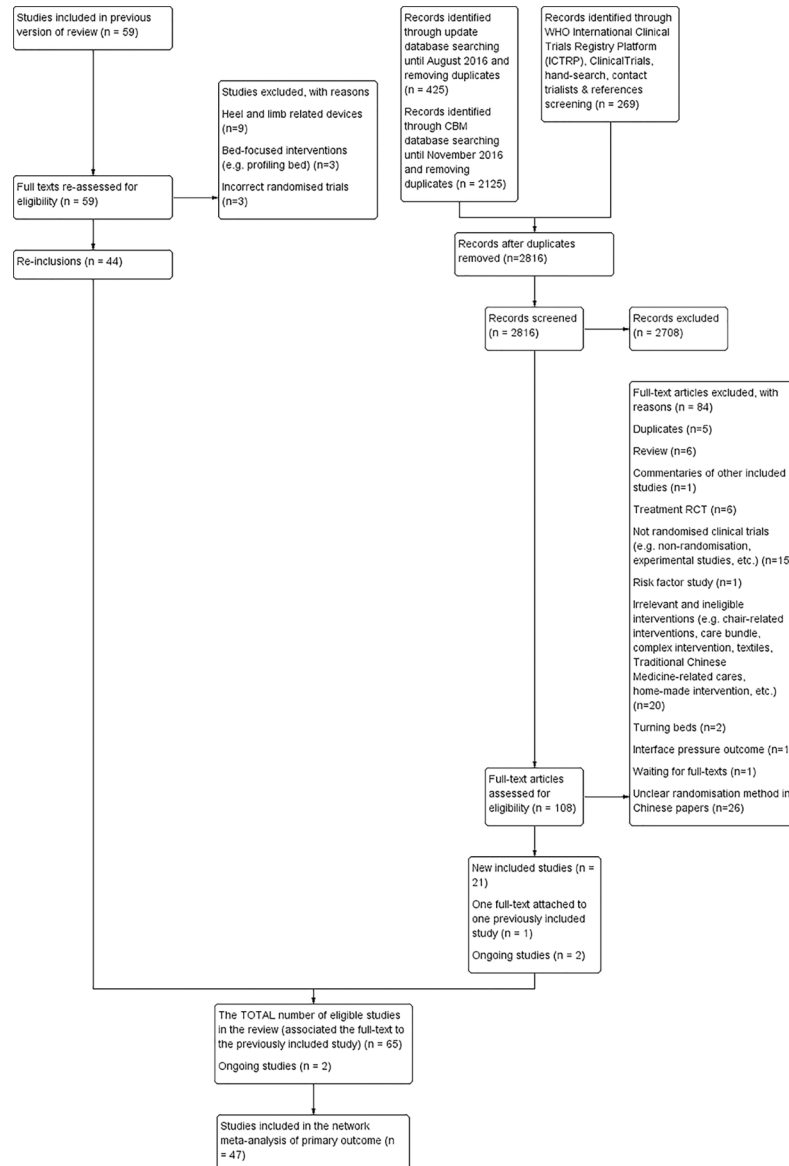 Studies included in previous
version of review (n = 59)
Studies excluded, with reasons
Heel and limb related devices
(n=9)
Bed-focused interventions
(e.g. profiling bed) (n=3)
Incorrect randomised trials
(n=3)
Full texts re-assessed for
eligibility (n = 59)
Re-inclusions (n = 44)
Records identified
through update
database searching
until August 2016 and
removing duplicates
(n = 425)
Records identified
through CBM
database searching
until November 2016
and removing
duplicates (n = 2125)
Records identified through
WHO International Clinical
Trials Registry Platform
(ICTRP), ClinicalTrials,
hand-search, contact
trialists & references
screening (n = 269)
Records after duplicates
removed (n=2816)
Records screened
(n = 2816)
Records excluded
(n = 2708)
Full-text articles excluded, with
reasons (n = 84)
Duplicates (n=5)
Review (n=6)
Commentaries of other included
studies (n=1)
Treatment RCT (n=6)
Not randomised clinical trials
(e.g. non-randomisation,
experimental studies, etc.) (n=15
Risk factor study (n=1)
Irrelevant and ineligible
interventions (e.g. chair-related
interventions, care bundle,
complex intervention, textiles,
Traditional Chinese
Medicine-related cares,
home-made intervention, etc.)
(n=20)
Turning beds (n=2)
Interface pressure outcome (n=1
Waiting for full-texts (n=1)
Unclear randomisation method in
Chinese papers (n=26)
Full-text articles
assessed for
eligibility (n = 108)
New included studies (n =
21)
One full-text attached to
one previously included
study (n = 1)
Ongoing studies (n = 2)
The TOTAL number of eligible studies
in the review (associated the full-text to
the previously included study) (n = 65)
Ongoing studies (n = 2)
Studies included in the network
meta-analysis of primary outcome (n
= 47)